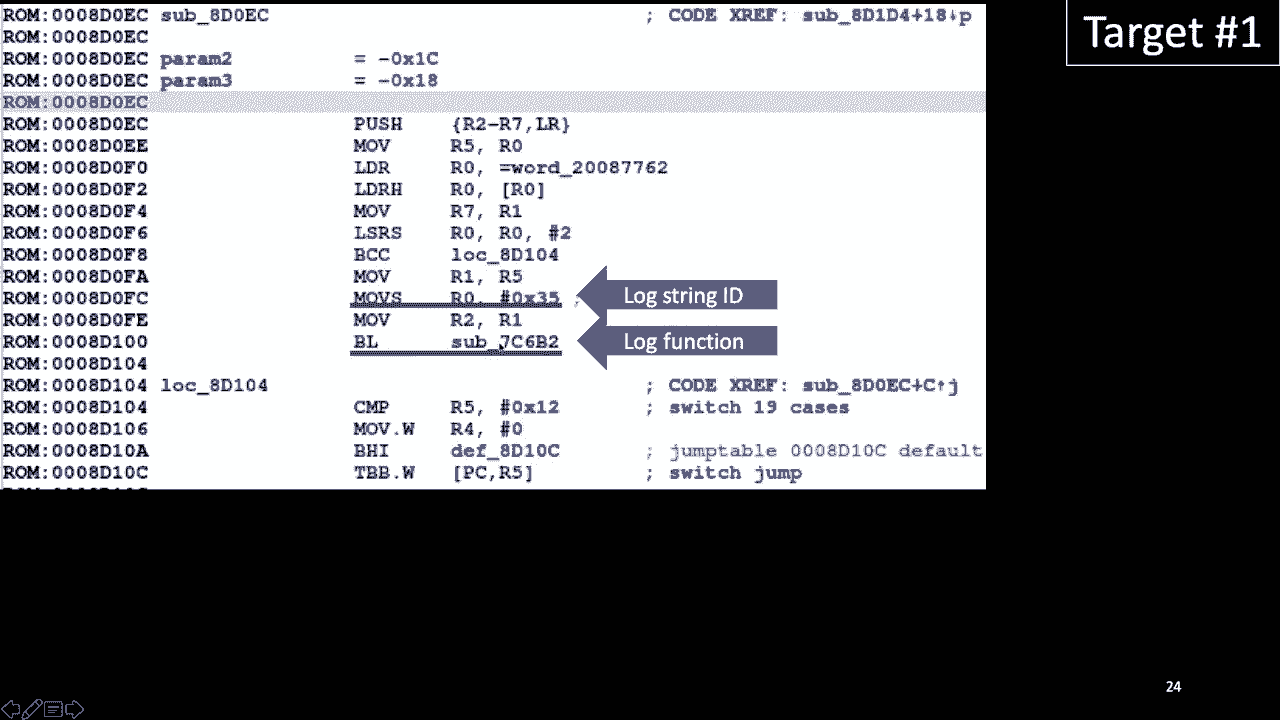 Target #1
ROM:0008D0EC sub_8D0EC ; CODE XREF: sub_8D1D4+18↓p
ROM:0008D0EC
ROM:0008D0EC param2 = -0x1C
ROM:0008D0EC param3 = -0x18
ROM:0008D0EC
ROM:0008D0EC PUSH {R2-R7,LR}
ROM:0008D0EE MOV R5, R0
ROM:0008D0F0 LDR R0, =word_20087762
ROM:0008D0F2 LDRH R0, [R0]
ROM:0008D0F4 MOV R7, R1
ROM:0008D0F6 LSRS R0, R0, #2
ROM:0008D0F8 BCC loc_8D104
ROM:0008D0FA MOV R1, R5
ROM:0008D0FC MOVS R0, #0x35 ; Log string ID
ROM:0008D0FE MOV R2, R1
ROM:0008D100 BL sub_7C6B2 Log function
ROM:0008D104
ROM:0008D104 loc_8D104 ; CODE XREF: sub_8D0EC+C↑j
ROM:0008D104 CMP R5, #0x12 ; switch 19 cases
ROM:0008D106 MOV.W R4, #0
ROM:0008D10A BHI def_8D10C ; jumptable 0008D10C default
ROM:0008D10C TBB.W [PC,R5] ; switch jump
24